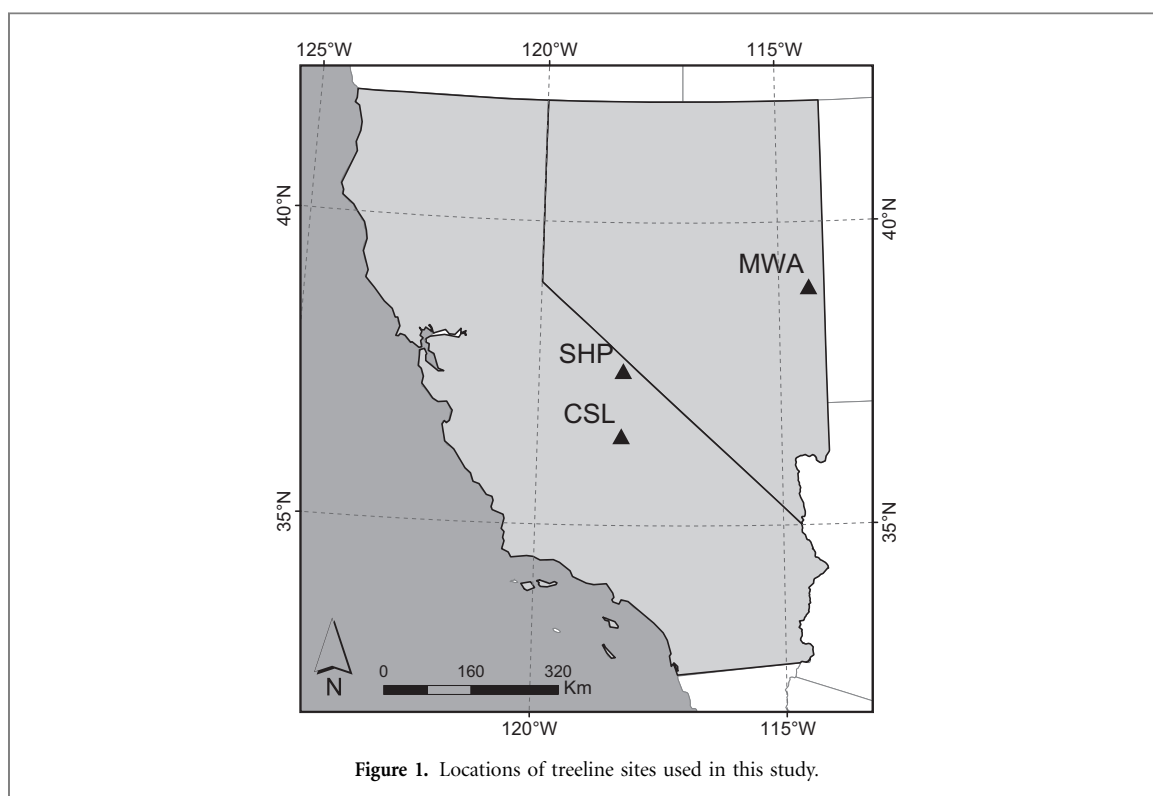 125°W 120°W 115°W
40°N 40°N
MWA
SHP
CSL
35°N 35°N
0 160 320
Km
N
120°W 115°W
Figure 1. Locations of treeline sites used in this study.